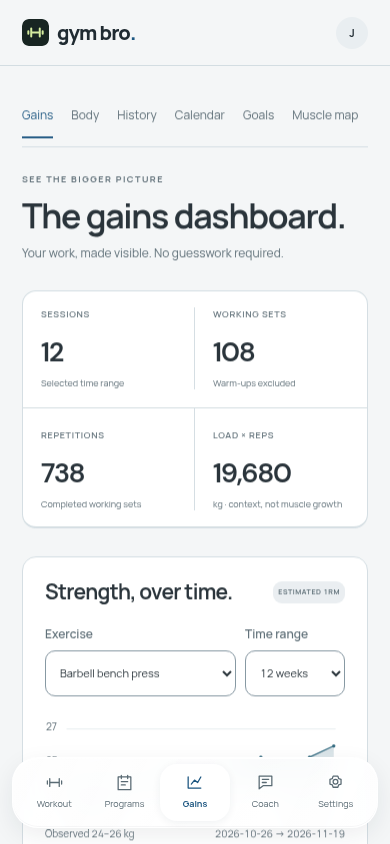 gym bro.
J
Gains Body History Calendar Goals Muscle map
SEE THE BIGGER PICTURE
The gains dashboard.
Your work, made visible. No guesswork required.
SESSIONS
12
Selected time range
WORKING SETS
108
Warm-ups excluded
REPETITIONS
738
Completed working sets
LOAD × REPS
19,680
kg · context, not muscle growth
Strength, over time.
ESTIMATED 1RM
Exercise
Barbell bench press
Time range
12 weeks
27
Workout Programs Gains Coach Settings
Observed 24–26 kg
2026-10-26 → 2026-11-19